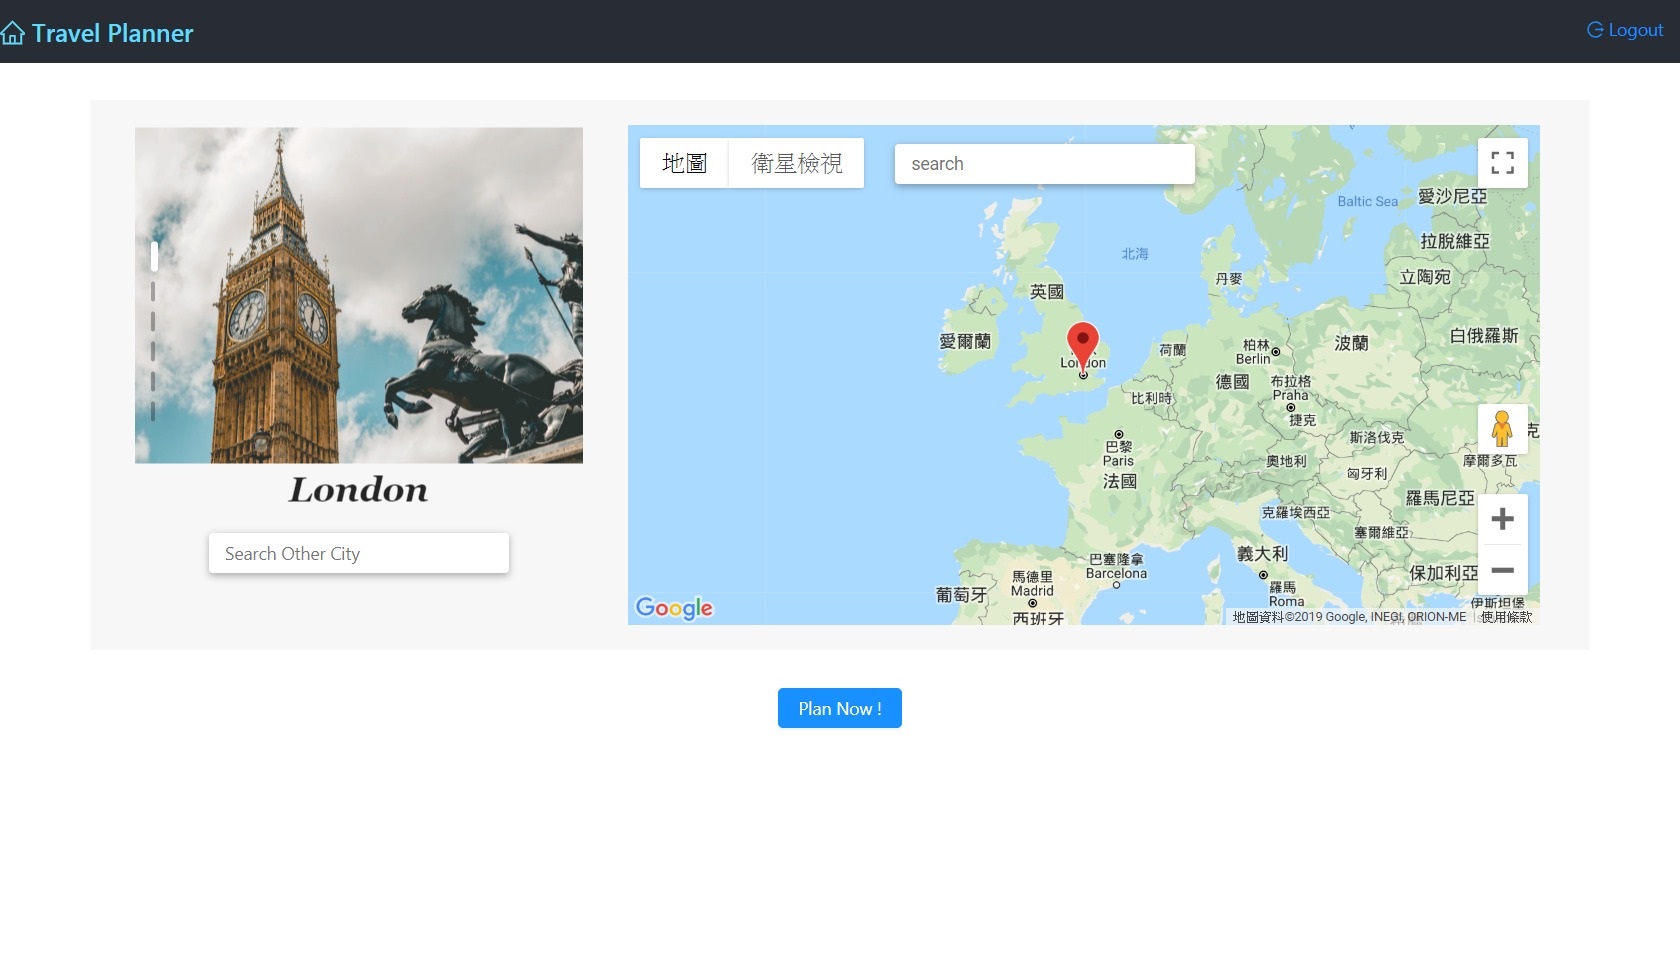 Travel Planner
Logout
地圖
衛星檢視
search
Baltic Sea
愛沙尼亞
拉脫維亞
北海
立陶宛
丹麥
英國
愛爾蘭
白俄羅斯
波蘭
柏林
Berlin
荷蘭
London
德國
布拉格
Praha
比利時
捷克
巴黎
Paris
斯洛伐克
克
奧地利
摩爾多瓦
匈牙利
法國
London
羅馬尼亞
克羅埃西亞
塞爾維亞
Search Other City
義大利
巴塞隆拿
Barcelona
保加利亞
馬德里
Madrid
葡萄牙
羅馬
Roma
伊斯坦堡
Google
西班牙
地圖資料©2019 Google, INEGI, ORION-ME
使用條款
Plan Now !